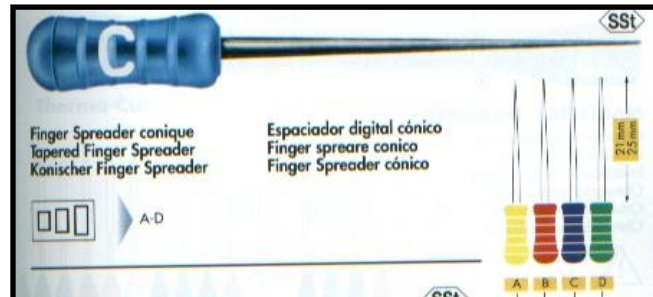 C
SSt
Finger Spreader conique
Tapered Finger Spreader
Konischer Finger Spreader
Espaciador digital cónico
Finger spreare conico
Finger Spreader cónico
A-D
21 mm
25 mm
A B C D
SSt